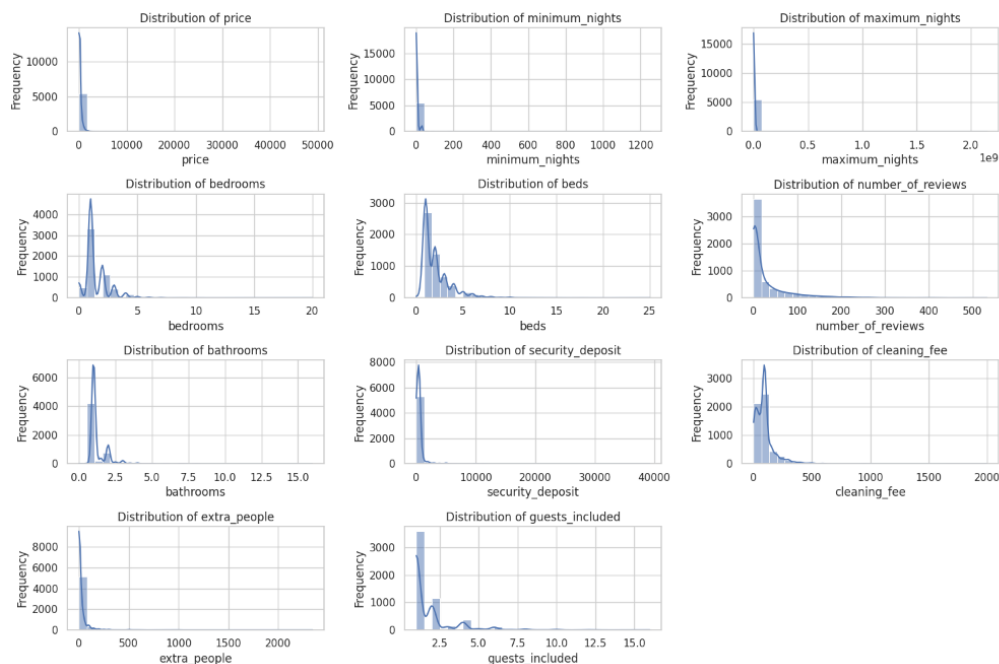 Distribution of price
Frequency
10000
5000
0
0 10000 20000 30000 40000 50000
price
Distribution of minimum_nights
Frequency
15000
10000
5000
0
0 200 400 600 800 1000 1200
minimum_nights
Distribution of maximum_nights
Frequency
15000
10000
5000
0
0.0 0.5 1.0 1.5 2.0
1e9
maximum_nights
Distribution of bedrooms
Frequency
4000
3000
2000
1000
0
0 5 10 15 20
bedrooms
Distribution of beds
Frequency
3000
2000
1000
0
0 5 10 15 20 25
beds
Distribution of number_of_reviews
Frequency
3000
2000
1000
0
0 100 200 300 400 500
number_of_reviews
Distribution of bathrooms
Frequency
6000
4000
2000
0
0.0 2.5 5.0 7.5 10.0 12.5 15.0
bathrooms
Distribution of security_deposit
Frequency
8000
6000
4000
2000
0
0 10000 20000 30000 40000
security_deposit
Distribution of cleaning_fee
Frequency
3000
2000
1000
0
0 500 1000 1500 2000
cleaning_fee
Distribution of extra_people
Frequency
8000
6000
4000
2000
0
0 500 1000 1500 2000
extra_people
Distribution of guests_included
Frequency
3000
2000
1000
0
2.5 5.0 7.5 10.0 12.5 15.0
guests_included